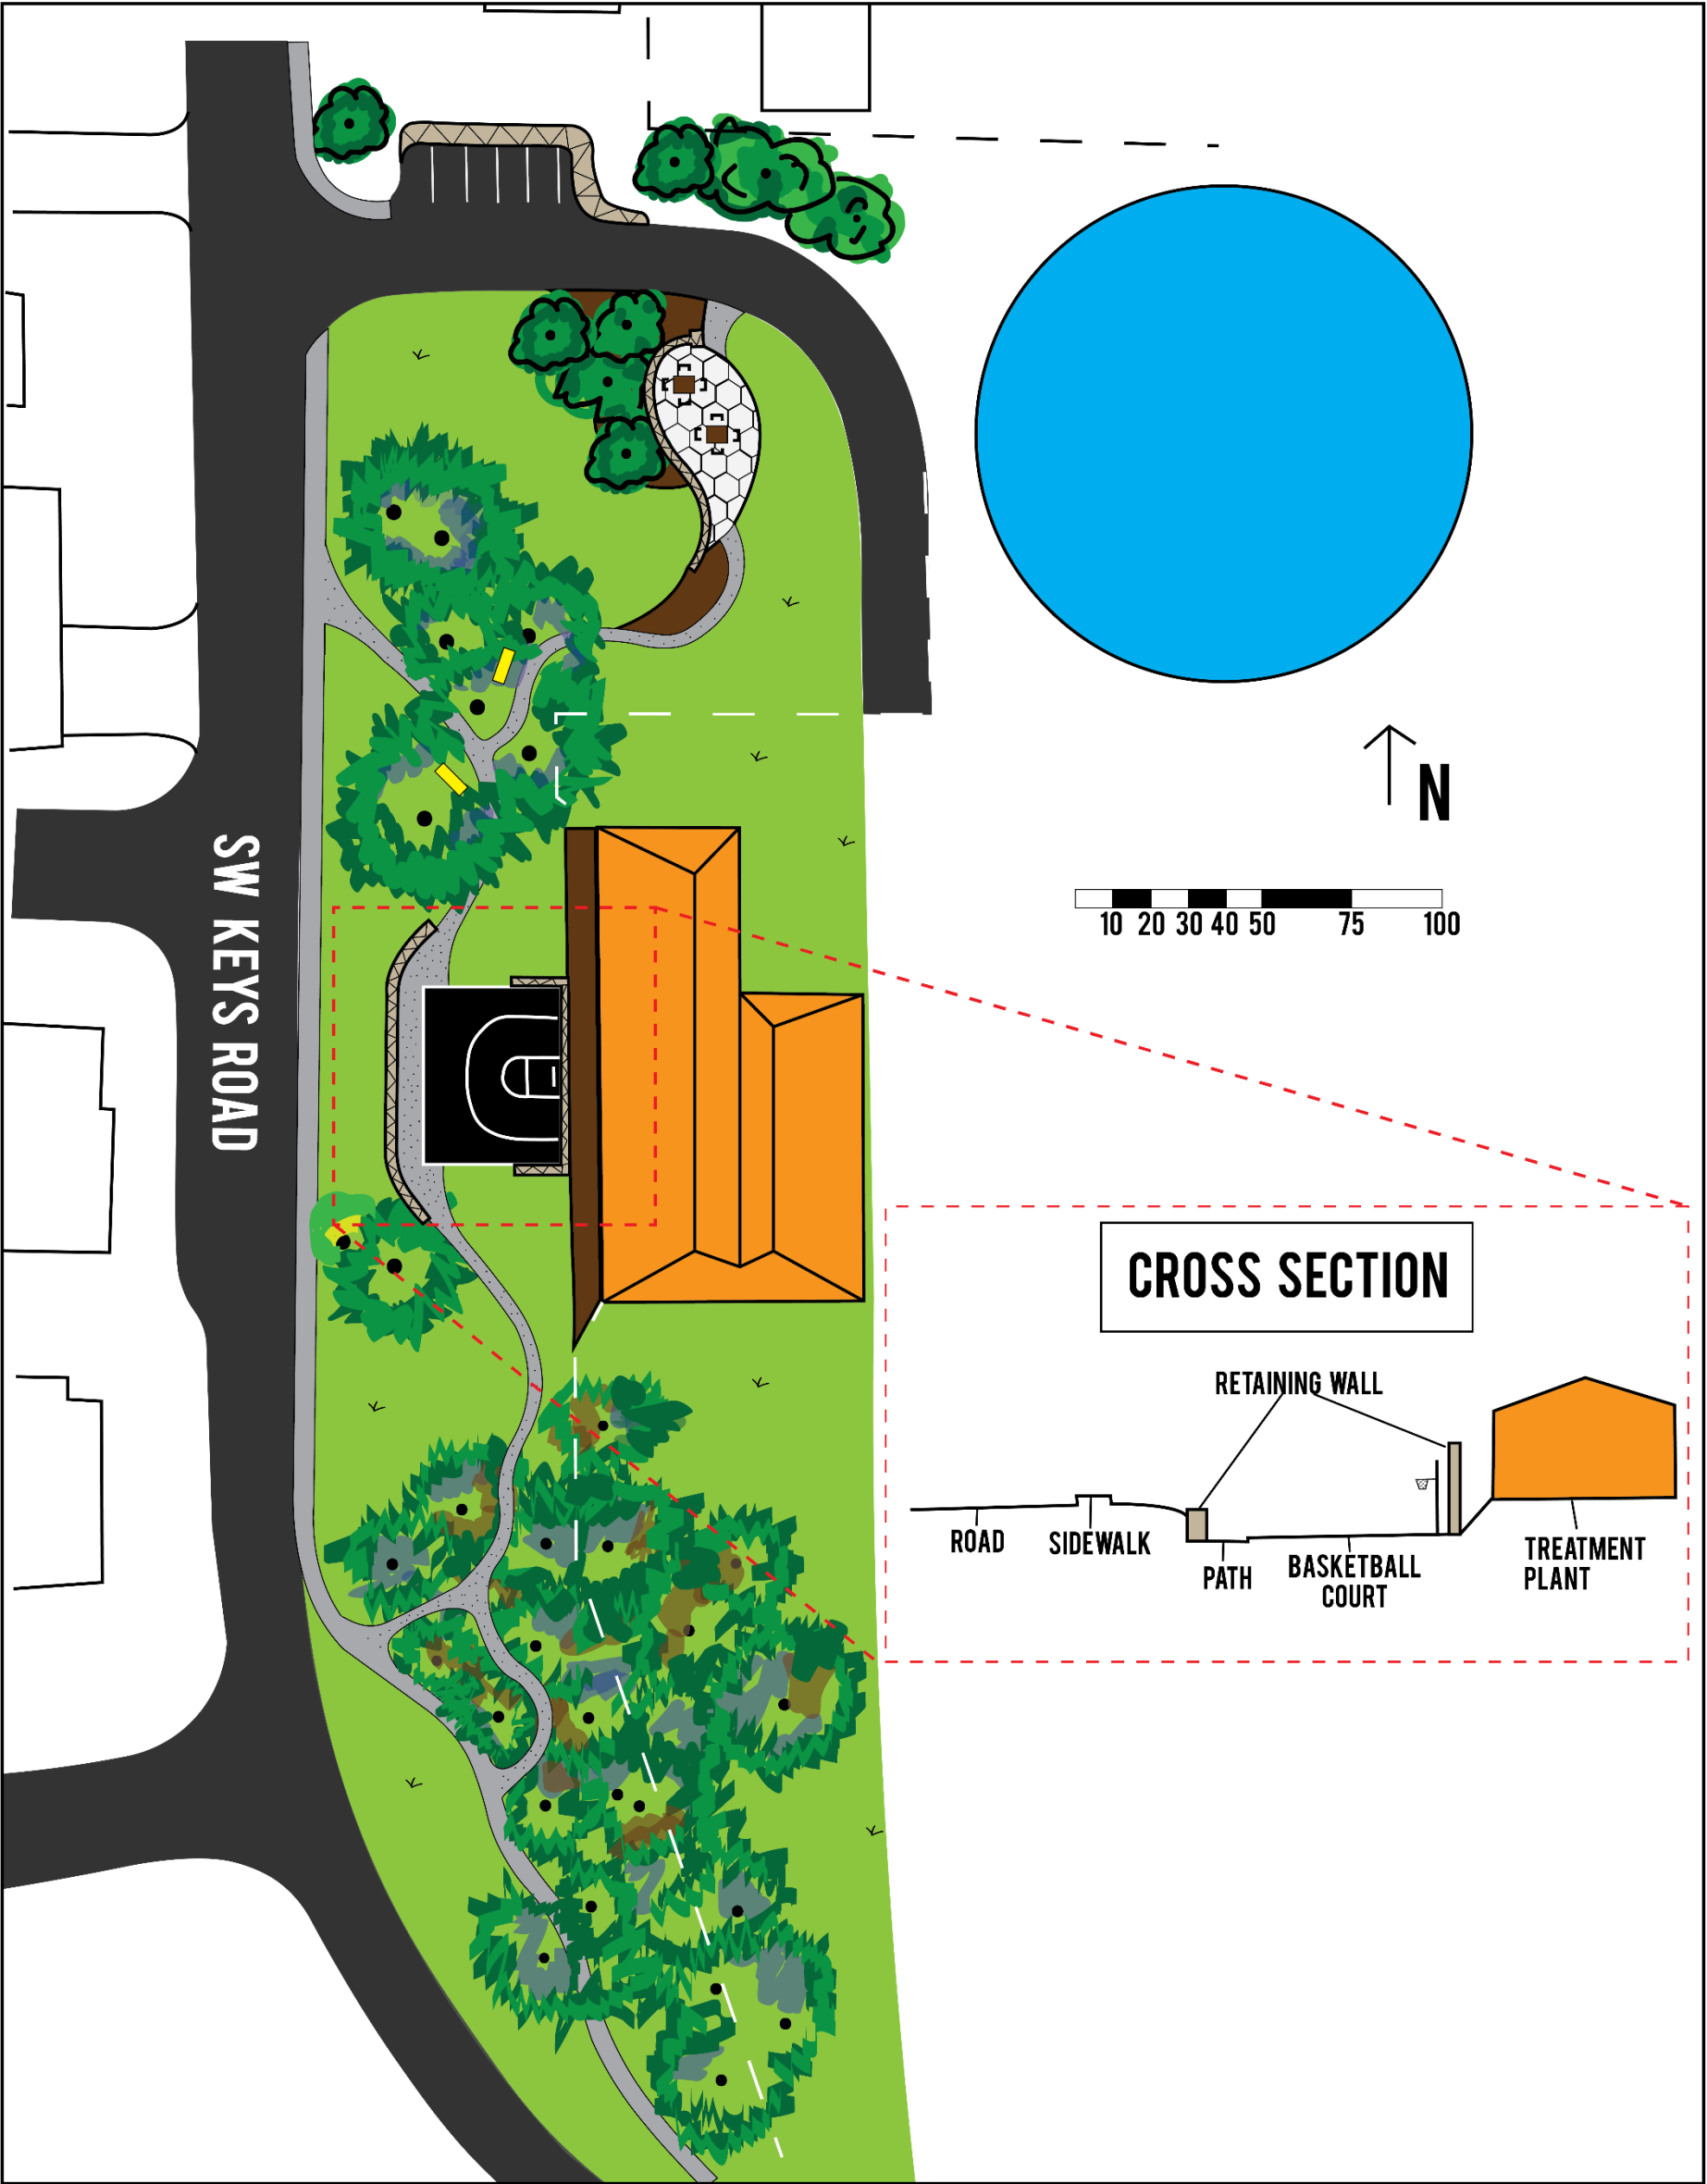 N
10 20 30 40 50 75 100
SW KEYS ROAD
CROSS SECTION
RETAINING WALL
ROAD
SIDEWALK
PATH
BASKETBALL
COURT
TREATMENT
PLANT